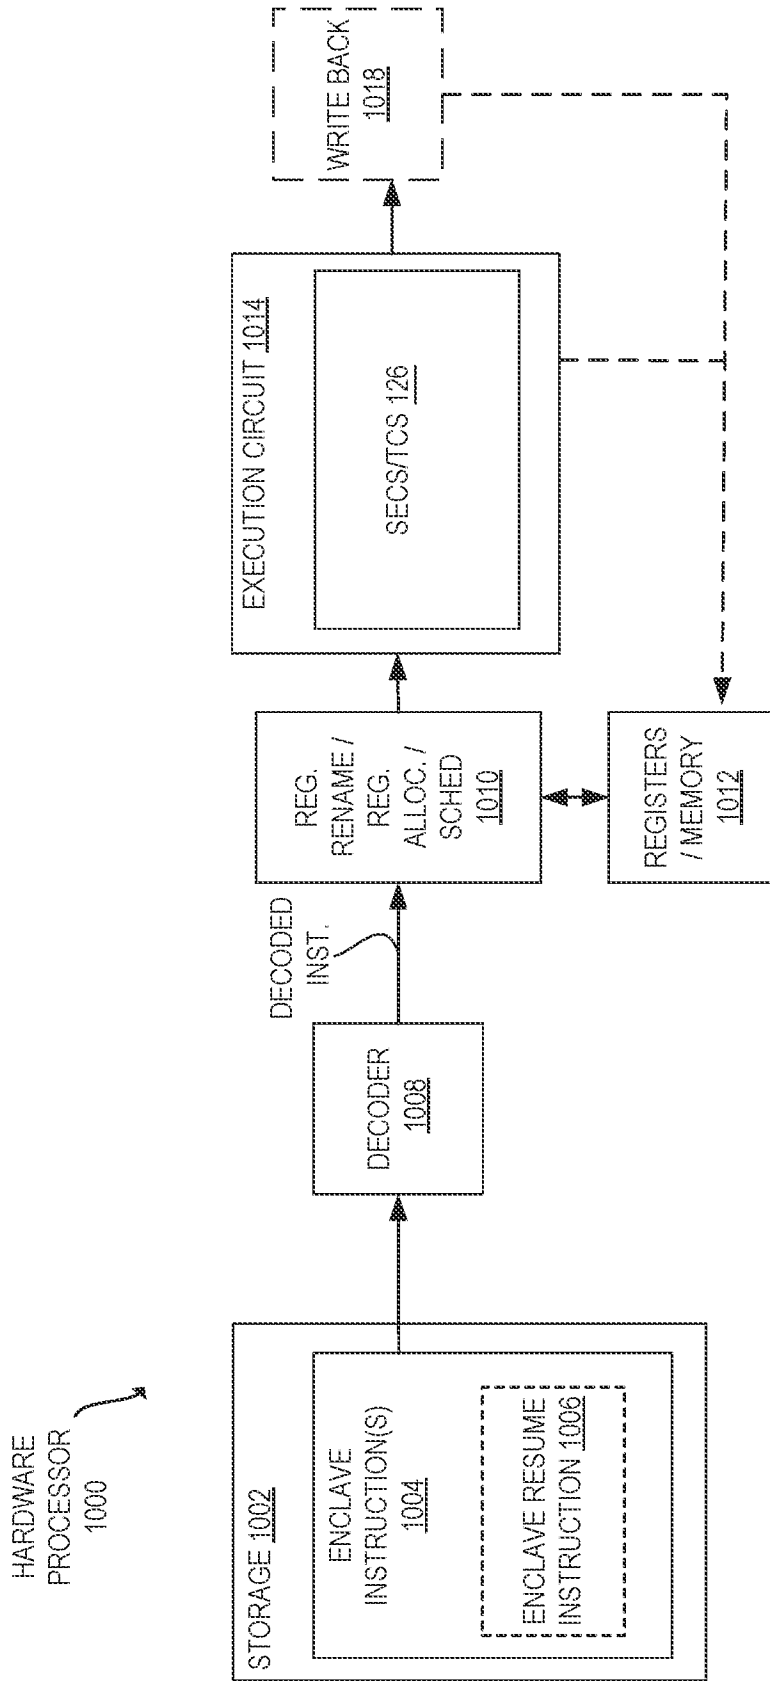 HARDWARE
PROCESSOR
1000
STORAGE 1002
ENCLAVE
INSTRUCTION(S)
1004
ENCLAVE RESUME
INSTRUCTION 1006
DECODER
1008
DECODED
INST.
REG.
RENAME /
REG.
ALLOC. /
SCHED
1010
REGISTERS
/ MEMORY
1012
EXECUTION CIRCUIT 1014
SECS/TCS 126
WRITE BACK
1018